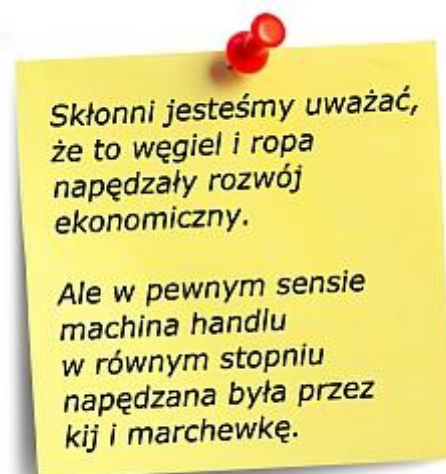 Skłonni jesteśmy uważać,
że to węgiel i ropa
napędzały rozwój
ekonomiczny.
Ale w pewnym sensie
machina handlu
w równym stopniu
napędzana była przez
kij i marchewkę.